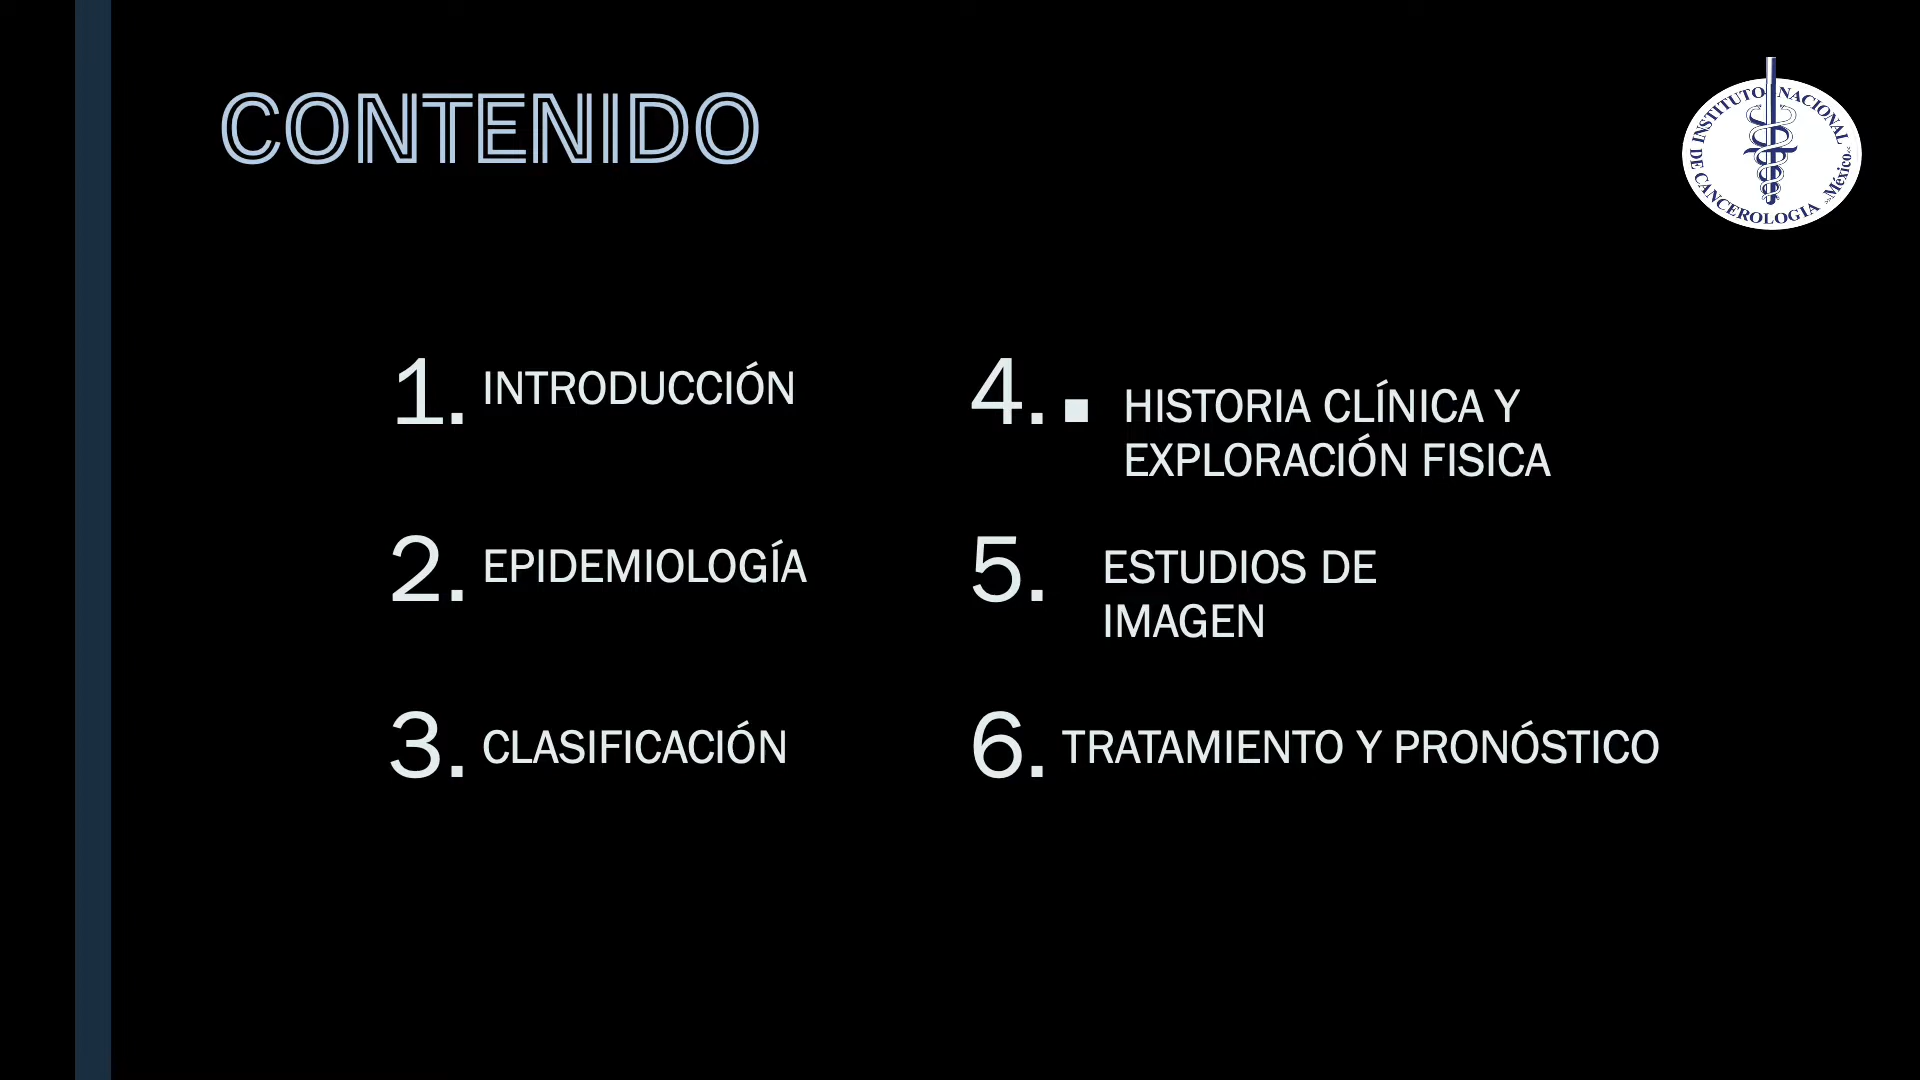 CONTENIDO
INSTITUTO NACIONAL
DE CANCEROLOGIA
»México«
1. INTRODUCCIÓN
2. EPIDEMIOLOGÍA
3. CLASIFICACIÓN
4. ▪ HISTORIA CLÍNICA Y
EXPLORACIÓN FISICA
5. ESTUDIOS DE
IMAGEN
6. TRATAMIENTO Y PRONÓSTICO